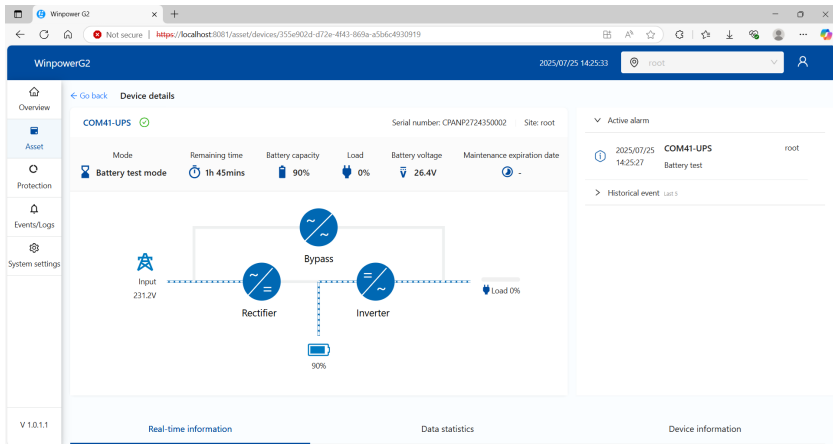 Winpower G2
Not secure | https://localhost:8081/asset/devices/355e902d-d72e-4f43-869a-a5b6c4930919
WinpowerG2
2025/07/25 14:25:33
root
Overview
Asset
Protection
Events/Logs
System settings
V 1.0.1.1
Go back Device details
COM41-UPS
Serial number: CPANP2724350002 Site: root
Mode Remaining time Battery capacity Load Battery voltage Maintenance expiration date
Battery test mode 1h 45mins 90% 0% 26.4V -
Bypass
Input
231.2V
Rectifier
Inverter
Load 0%
90%
Active alarm
2025/07/25 COM41-UPS root
14:25:27 Battery test
Historical event Last 5
Real-time information Data statistics Device information